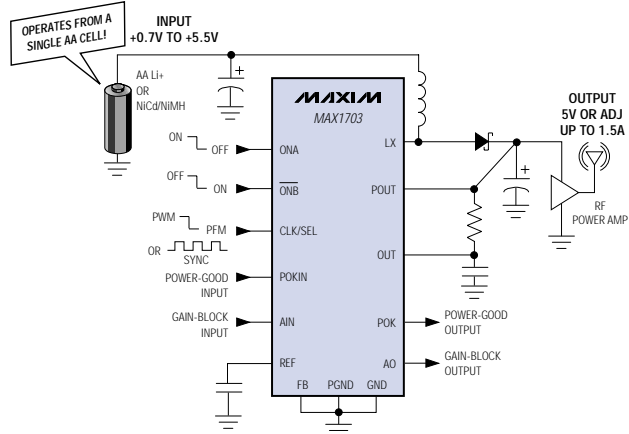 OPERATES FROM A
SINGLE AA CELL!
INPUT
+0.7V TO +5.5V
AA Li+
OR
NiCd/NiMH
+
MAXIM
MAX1703
OUTPUT
5V OR ADJ
UP TO 1.5A
ON
OFF
ONA
LX
+
OFF
ON
ONB
POUT
RF
POWER AMP
PWM
PFM
CLK/SEL
OR
SYNC
OUT
POWER-GOOD
INPUT
POKIN
GAIN-BLOCK
INPUT
AIN
POK
POWER-GOOD
OUTPUT
REF
AO
GAIN-BLOCK
OUTPUT
FB
PGND
GND